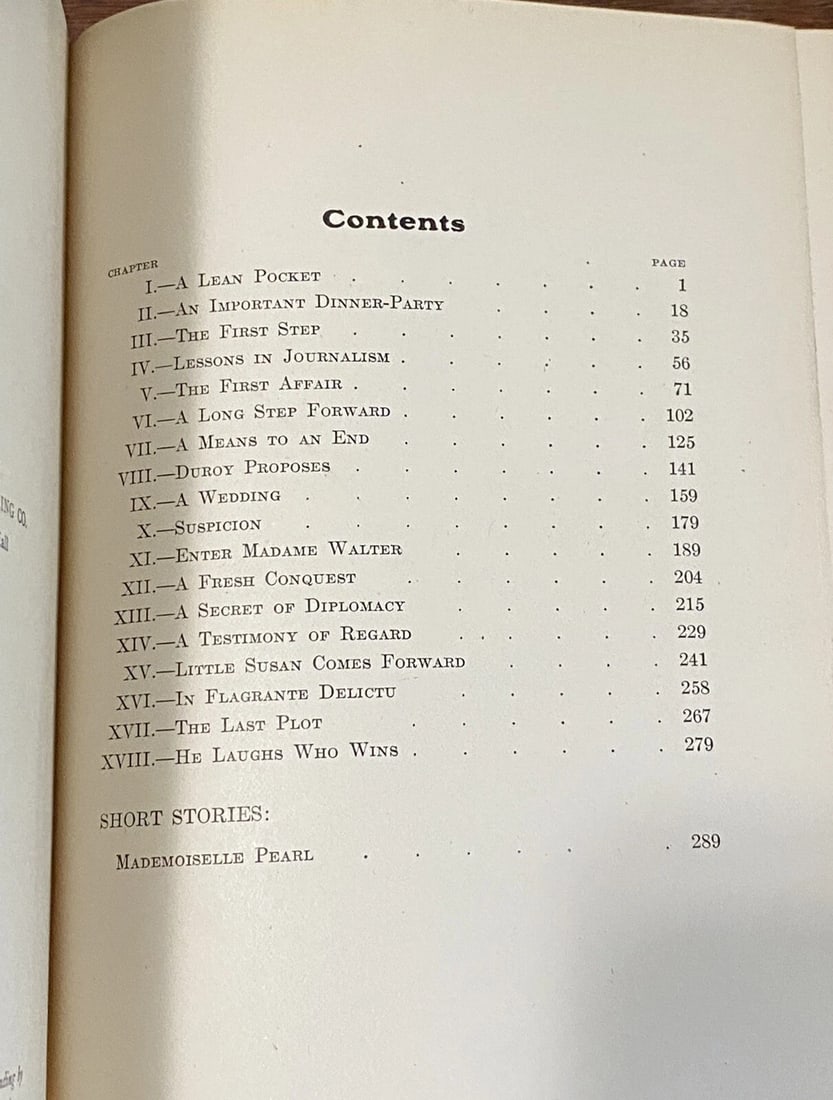 Contents
CHAPTER PAGE
I.—A Lean Pocket . . . . . . . 1
II.—An Important Dinner-Party . . . . 18
III.—The First Step . . . . . . . 35
IV.—Lessons in Journalism . . . . . . 56
V.—The First Affair . . . . . . . 71
VI.—A Long Step Forward . . . . . . 102
VII.—A Means to an End . . . . . . 125
VIII.—Duroy Proposes . . . . . . . 141
IX.—A Wedding . . . . . . . . 159
X.—Suspicion . . . . . . . . 179
XI.—Enter Madame Walter . . . . . 189
XII.—A Fresh Conquest . . . . . . 204
XIII.—A Secret of Diplomacy . . . . . 215
XIV.—A Testimony of Regard . . . . . . 229
XV.—Little Susan Comes Forward . . . . 241
XVI.—In Flagrante Delictu . . . . . 258
XVII.—The Last Plot . . . . . . 267
XVIII.—He Laughs Who Wins . . . . . . 279
SHORT STORIES:
Mademoiselle Pearl . . . . . . 289
ING CO.